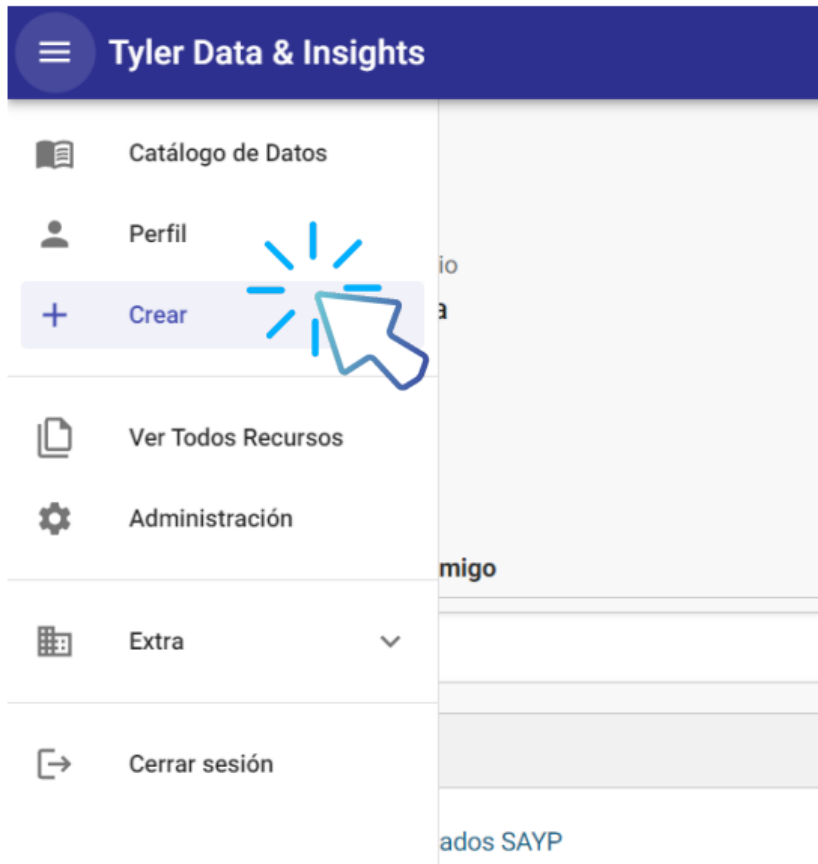 Tyler Data & Insights
Catálogo de Datos
Perfil
io
Crear
a
Ver Todos Recursos
Administración
migo
Extra
Cerrar sesión
ados SAYP